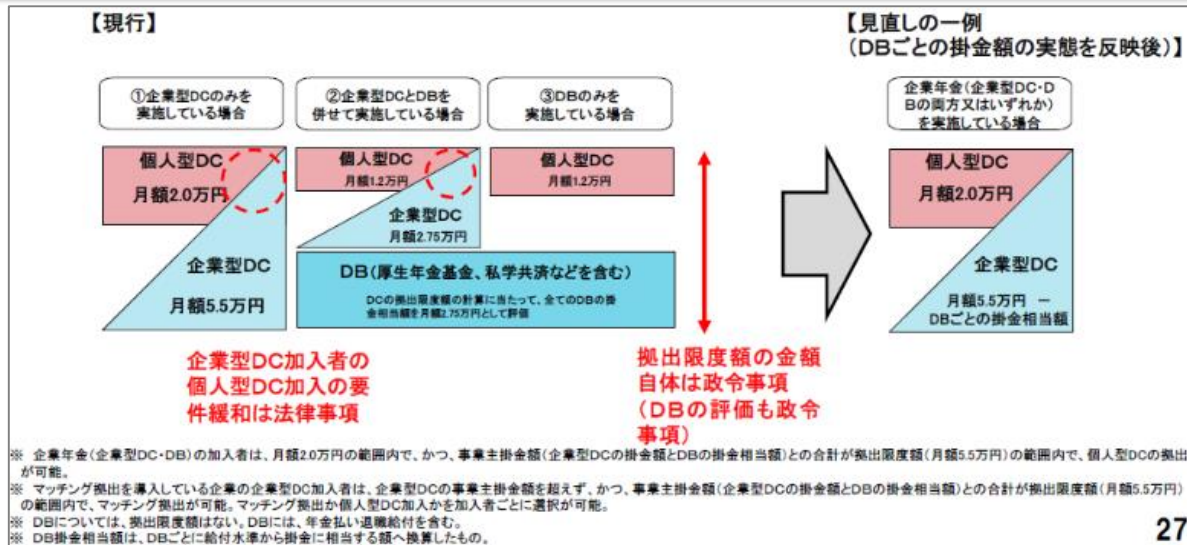 【現行】
【見直しの一例
(DBごとの掛金額の実態を反映後)】
①企業型DCのみを
実施している場合
②企業型DCとDBを
併せて実施している場合
③DBのみを
実施している場合
企業年金(企業型DC・D
Bの両方又はいずれか)
を実施している場合
個人型DC
月額2.0万円
企業型DC
月額5.5万円
個人型DC
月額1.2万円
企業型DC
月額2.75万円
個人型DC
月額1.2万円
DB(厚生年金基金、私学共済などを含む)
DCの拠出限度額の計算に当たって、全てのDBの掛
金相当額を月額2.75万円として評価
個人型DC
月額2.0万円
企業型DC
月額5.5万円 －
DBごとの掛金相当額
企業型DC加入者の
個人型DC加入の要
件緩和は法律事項
拠出限度額の金額
自体は政令事項
(DBの評価も政令
事項)
※ 企業年金(企業型DC・DB)の加入者は、月額2.0万円の範囲内で、かつ、事業主掛金額(企業型DCの掛金額とDBの掛金相当額)との合計が拠出限度額(月額5.5万円)の範囲内で、個人型DCの拠出
が可能。
※ マッチング拠出を導入している企業の企業型DC加入者は、企業型DCの事業主掛金額を超えず、かつ、事業主掛金額(企業型DCの掛金額とDBの掛金相当額)との合計が拠出限度額(月額5.5万円)
の範囲内で、マッチング拠出が可能。マッチング拠出か個人型DC加入かを加入者ごとに選択が可能。
※ DBについては、拠出限度額はない。DBには、年金払い退職給付を含む。
※ DB掛金相当額は、DBごとに給付水準から掛金に相当する額へ換算したもの。
27